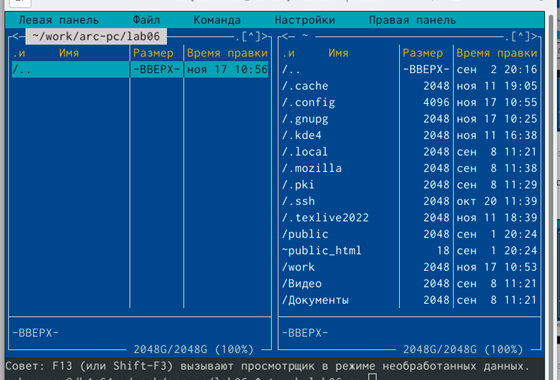 Левая панель Файл Команда Настройки Правая панель
<─ ~/work/arc-pc/lab06 .[^]> <─ ~ .[^]>
.и Имя Размер Время правки .и Имя Размер Время правки
/.. -ВВЕРХ- ноя 17 10:56 /.. -ВВЕРХ- сен 2 20:16
/.cache 2048 ноя 11 19:05
/.config 4096 ноя 17 10:55
/.gnupg 2048 ноя 17 10:25
/.kde4 2048 ноя 11 16:38
/.local 2048 сен 8 11:21
/.mozilla 2048 сен 8 11:38
/.pki 2048 сен 8 11:29
/.ssh 2048 окт 20 11:39
/.texlive2022 2048 ноя 11 18:39
/public 2048 сен 1 20:24
~public_html 18 сен 1 20:24
/work 2048 ноя 17 10:53
/Видео 2048 сен 8 11:21
/Документы 2048 сен 8 11:21
-ВВЕРХ- -ВВЕРХ-
2048G/2048G (100%) 2048G/2048G (100%)
Совет: F13 (или Shift-F3) вызывают просмотрщик в режиме необработанных данных.